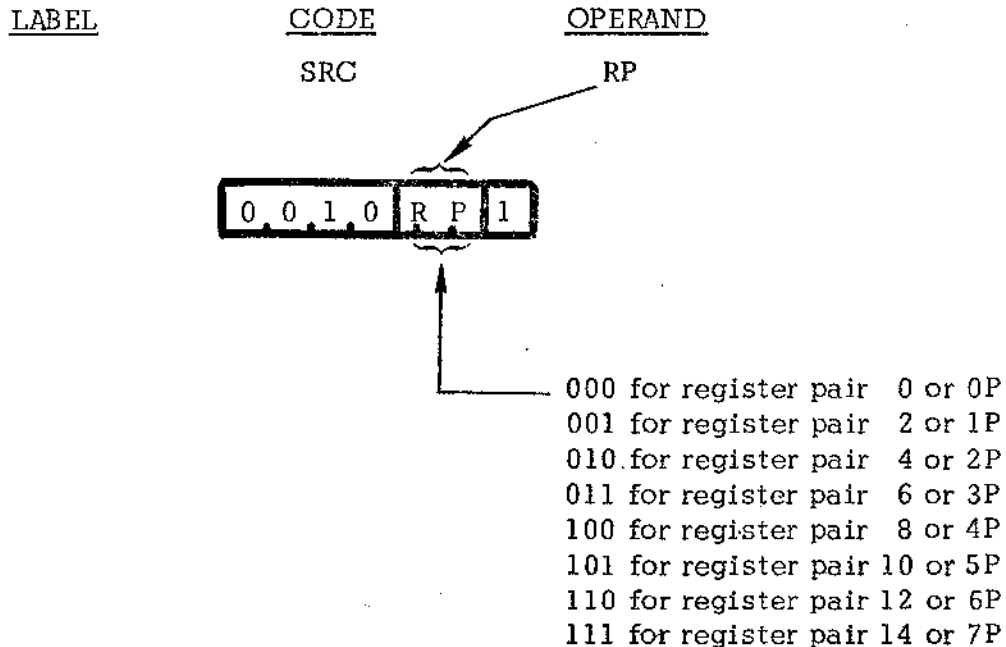 LABEL CODE OPERAND
SRC RP
0 0 1 0 R P 1
000 for register pair 0 or 0P
001 for register pair 2 or 1P
010 for register pair 4 or 2P
011 for register pair 6 or 3P
100 for register pair 8 or 4P
101 for register pair 10 or 5P
110 for register pair 12 or 6P
111 for register pair 14 or 7P